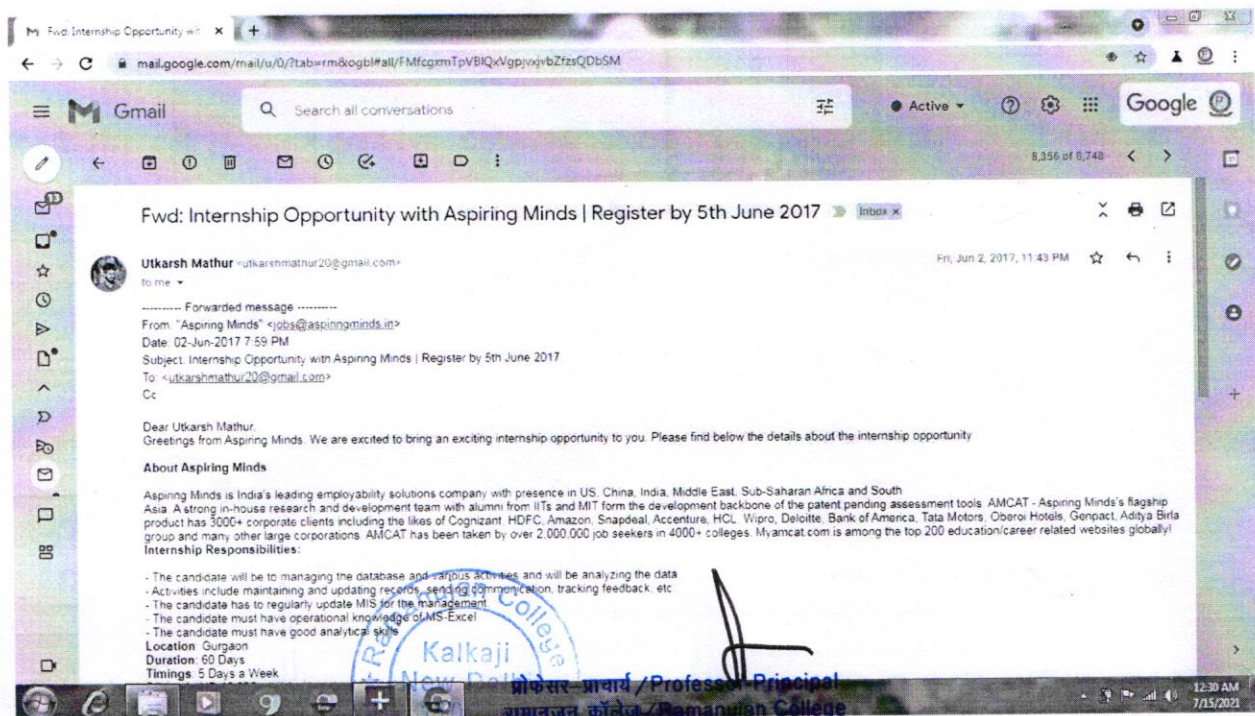 Fwd: Internship Opportunity wit
mail.google.com/mail/u/0/?tab=rm&ogbl#all/
Gmail
Search all conversations
Active
Google
8,356 of 8,748
Fwd: Internship Opportunity with Aspiring Minds | Register by 5th June 2017
Inbox x
Utkarsh Mathur <utkarshmathur20@gmail.com>
Fri, Jun 2, 2017, 11:43 PM
to me
---------- Forwarded message ----------
From: "Aspiring Minds" <jobs@aspiringminds.in>
Date: 02-Jun-2017 7:59 PM
Subject: Internship Opportunity with Aspiring Minds | Register by 5th June 2017
To: <utkarshmathur20@gmail.com>
Cc:
Dear Utkarsh Mathur,
Greetings from Aspiring Minds. We are excited to bring an exciting internship opportunity to you. Please find below the details about the internship opportunity
About Aspiring Minds
Aspiring Minds is India's leading employability solutions company with presence in US, China, India, Middle East, Sub-Saharan Africa and South
Asia. A strong in-house research and development team with alumni from IITs and MIT form the development backbone of the patent pending assessment tools. AMCAT - Aspiring Minds's flagship
product has 3000+ corporate clients including the likes of Cognizant, HDFC, Amazon, Snapdeal, Accenture, HCL, Wipro, Deloitte, Bank of America, Tata Motors, Oberoi Hotels, Genpact, Aditya Birla
group and many other large corporations. AMCAT has been taken by over 2,000,000 job seekers in 4000+ colleges. Myamcat.com is among the top 200 education/career related websites globally!
Internship Responsibilities:
- The candidate will be to managing the database and various activities and will be analyzing the data
- Activities include maintaining and updating records, sending communication, tracking feedback, etc
- The candidate has to regularly update MIS for the management
- The candidate must have operational knowledge of MS-Excel
- The candidate must have good analytical skills
Location: Gurgaon
Duration: 60 Days
Timings: 5 Days a Week
Ramanujan College
Kalkaji
New Delhi
प्रोफेसर-प्राचार्य/Professor-Principal
रामानुजन कॉलेज/Ramanujan College
12:30 AM
7/15/2021